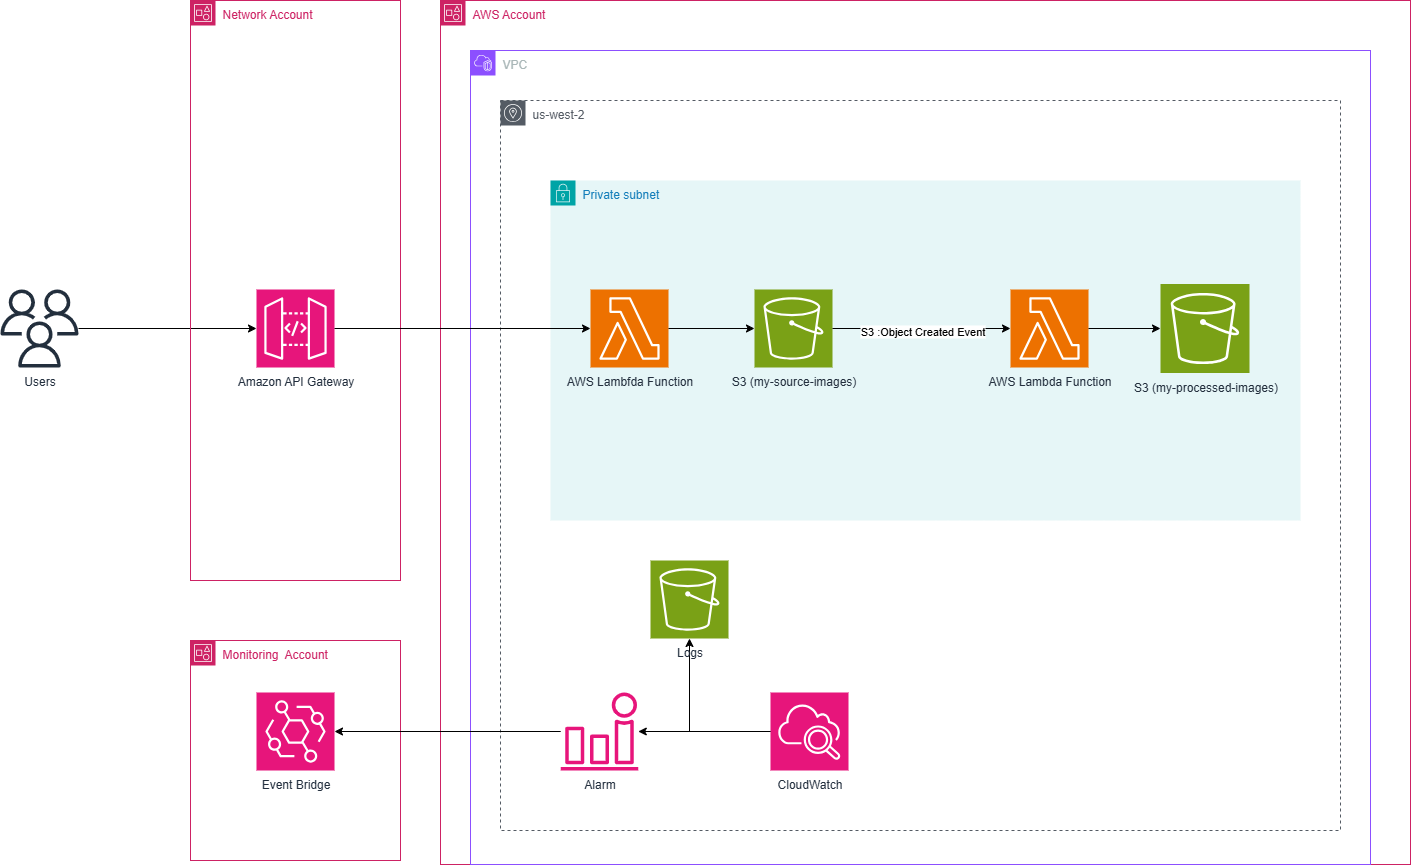 Network Account
AWS Account
VPC
us-west-2
Private subnet
</>
S3 :Object Created Event
Users
Amazon API Gateway
AWS Lambfda Function
S3 (my-source-images)
AWS Lambda Function
S3 (my-processed-images)
Logs
Monitoring  Account
Event Bridge
Alarm
CloudWatch